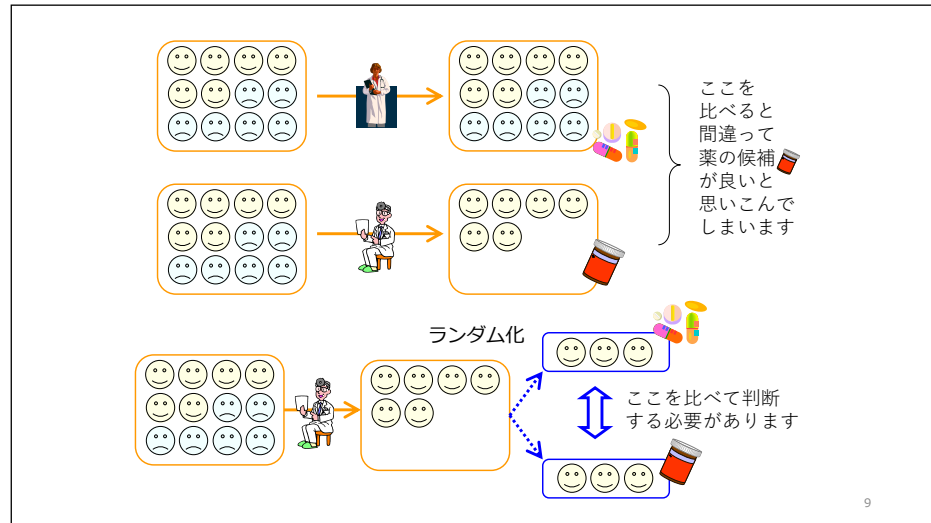 ここを
比べると
間違って
薬の候補
が良いと
思いこんで
しまいます
ランダム化
ここを比べて判断
する必要があります
9